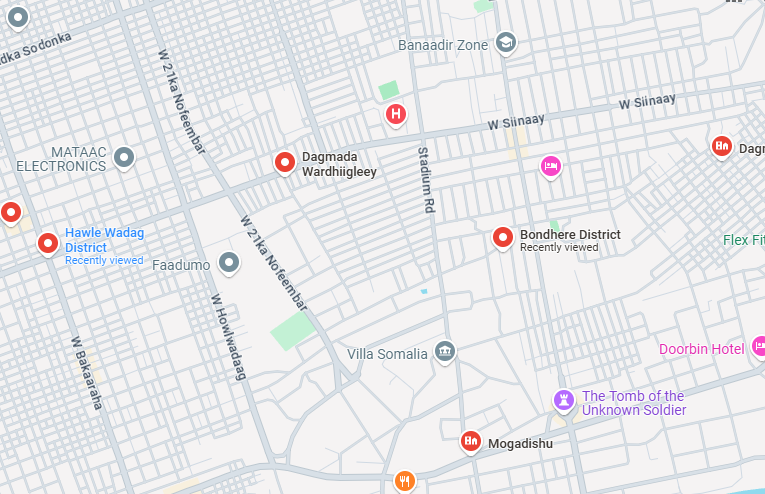 dka Sodonka
W 21ka Nofeembar
Banaadir Zone
W Siinaay
W Siinaay
MATAAC
ELECTRONICS
Dagmada
Wardhiigleey
Stadium Rd
H
Dagr
Hawle Wadag
District
Recently viewed
Faadumo
W 21ka Nofeembar
Bondhere District
Recently viewed
Flex Fit
W Howlwadaag
W Bakaaraha
Villa Somalia
Doorbin Hotel
The Tomb of the
Unknown Soldier
Mogadishu